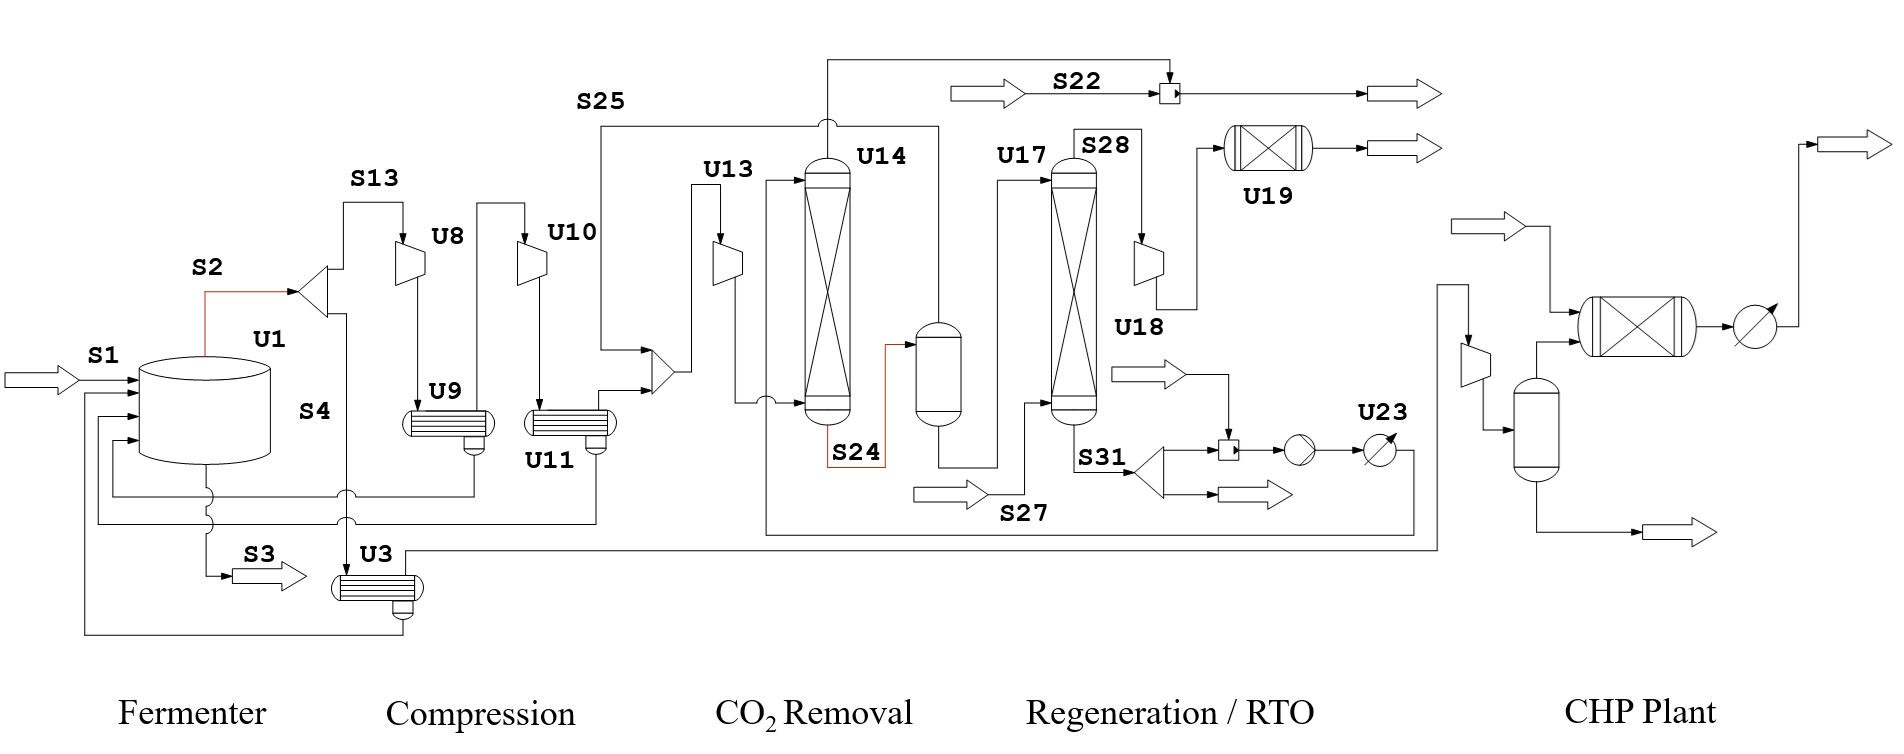 S22
S25
U14
U17
S28
U13
S13
U19
U8
U10
S2
U18
U1
S1
U9
S4
U23
S24
S31
U11
S27
S3
U3
Fermenter
Compression
CO₂ Removal
Regeneration / RTO
CHP Plant